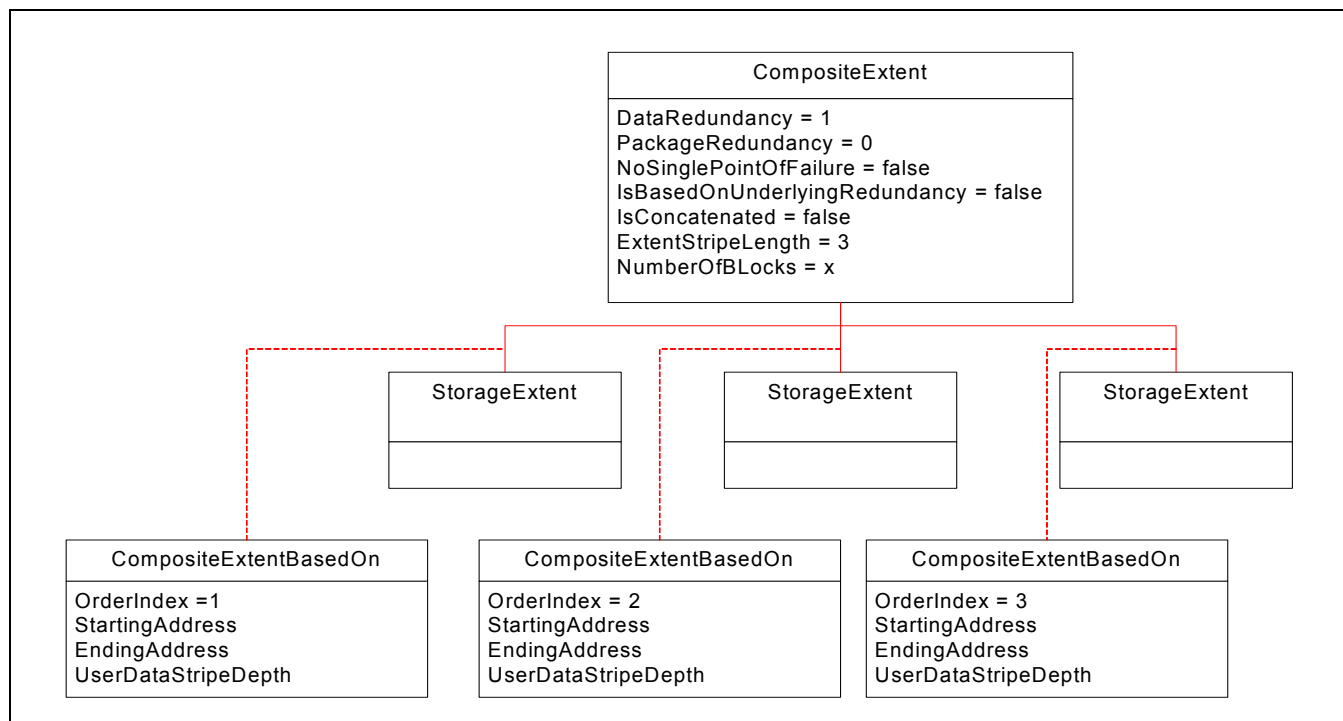 CompositeExtent
DataRedundancy = 1
PackageRedundancy = 0
NoSinglePointOfFailure = false
IsBasedOnUnderlyingRedundancy = false
IsConcatenated = false
ExtentStripeLength = 3
NumberOfBLocks = x
StorageExtent
StorageExtent
StorageExtent
CompositeExtentBasedOn
OrderIndex =1
StartingAddress
EndingAddress
UserDataStripeDepth
CompositeExtentBasedOn
OrderIndex = 2
StartingAddress
EndingAddress
UserDataStripeDepth
CompositeExtentBasedOn
OrderIndex = 3
StartingAddress
EndingAddress
UserDataStripeDepth